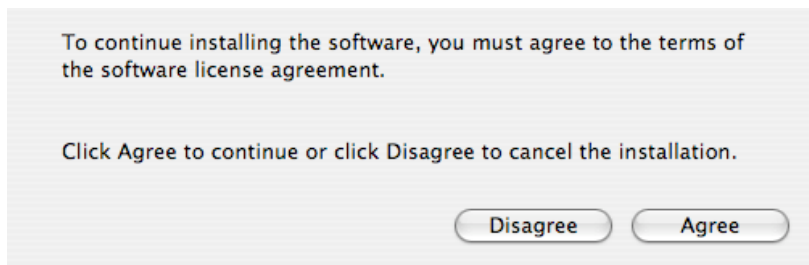 To continue installing the software, you must agree to the terms of
the software license agreement.
Click Agree to continue or click Disagree to cancel the installation.
Disagree Agree